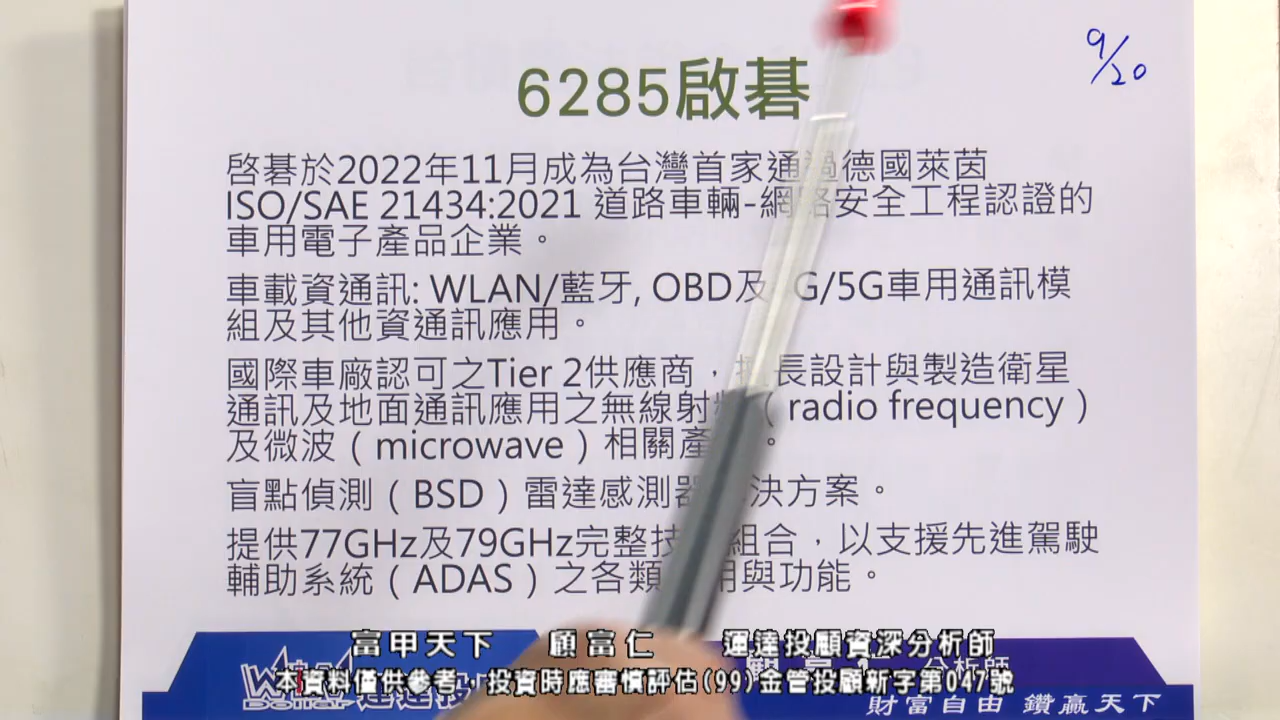 9/20
6285啟碁
啓碁於2022年11月成為台灣首家通過德國萊茵
ISO/SAE 21434:2021 道路車輛-網路安全工程認證的
車用電子產品企業。
車載資通訊: WLAN/藍牙, OBD及 G/5G車用通訊模
組及其他資通訊應用。
國際車廠認可之Tier 2供應商，擅長設計與製造衛星
通訊及地面通訊應用之無線射頻（radio frequency）
及微波（microwave）相關產 。
盲點偵測（BSD）雷達感測器 決方案。
提供77GHz及79GHz完整技 組合，以支援先進駕駛
輔助系統（ADAS）之各類 用與功能。
富甲天下 顧富仁 運達投顧資深分析師
本資料僅供參考，投資時應審慎評估(99)金管投顧新字第047號
財富自由 鑽贏天下